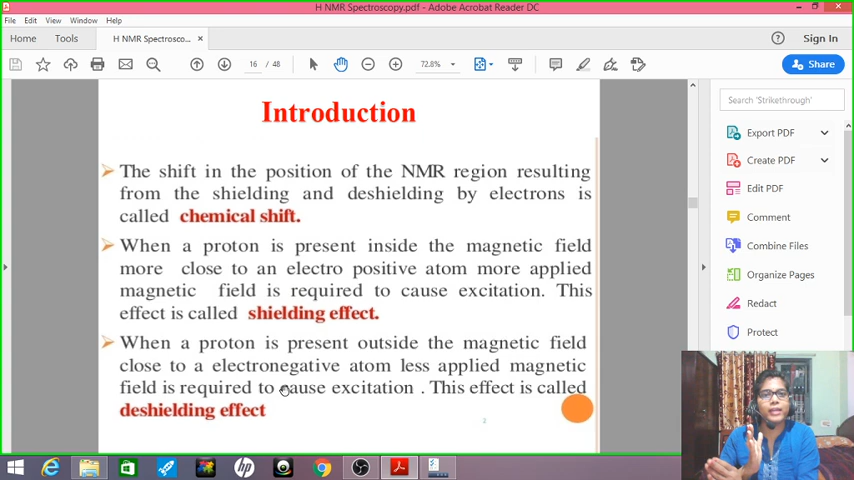 H NMR Spectroscopy.pdf - Adobe Acrobat Reader DC
File Edit View Window Help
Home Tools H NMR Spectrosco... × Sign In
16 / 48 72.8% Share
Introduction
The shift in the position of the NMR region resulting
from the shielding and deshielding by electrons is
called chemical shift.
When a proton is present inside the magnetic field
more close to an electro positive atom more applied
magnetic field is required to cause excitation. This
effect is called shielding effect.
When a proton is present outside the magnetic field
close to a electronegative atom less applied magnetic
field is required to cause excitation . This effect is called
deshielding effect
2
Search 'Strikethrough'
Export PDF
Create PDF
Edit PDF
Comment
Combine Files
Organize Pages
Redact
Protect
hp